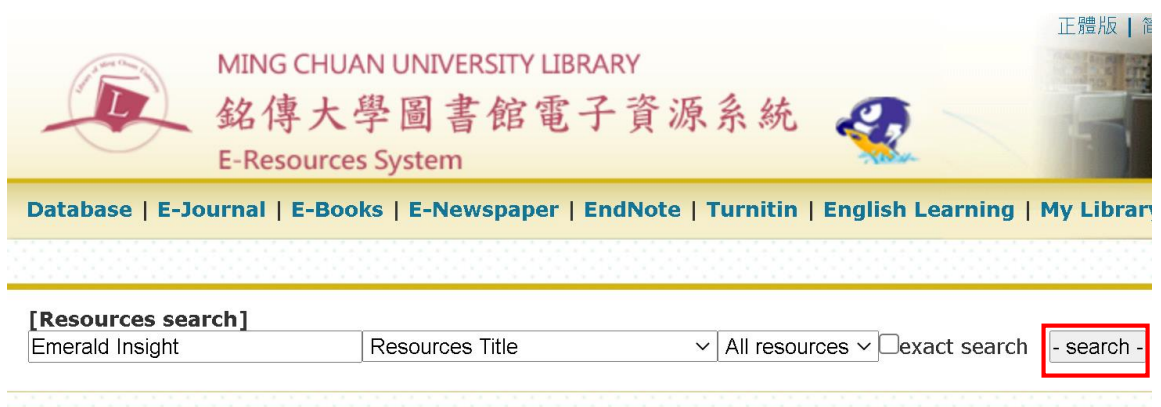 正體版 | 簡
MING CHUAN UNIVERSITY LIBRARY
銘傳大學圖書館電子資源系統
E-Resources System
Database | E-Journal | E-Books | E-Newspaper | EndNote | Turnitin | English Learning | My Library
[Resources search]
Emerald Insight Resources Title All resources exact search - search -